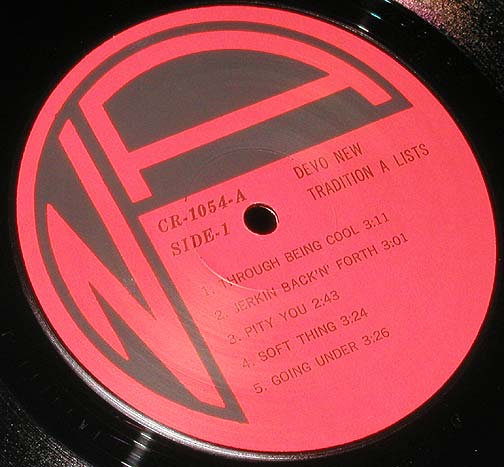 DEVO NEW
TRADITION A LISTS
CR-1054-A
SIDE-1
1. THROUGH BEING COOL 3:11
2. JERKIN BACK'N' FORTH 3:01
3. PITY YOU 2:43
4. SOFT THING 3:24
5. GOING UNDER 3:26